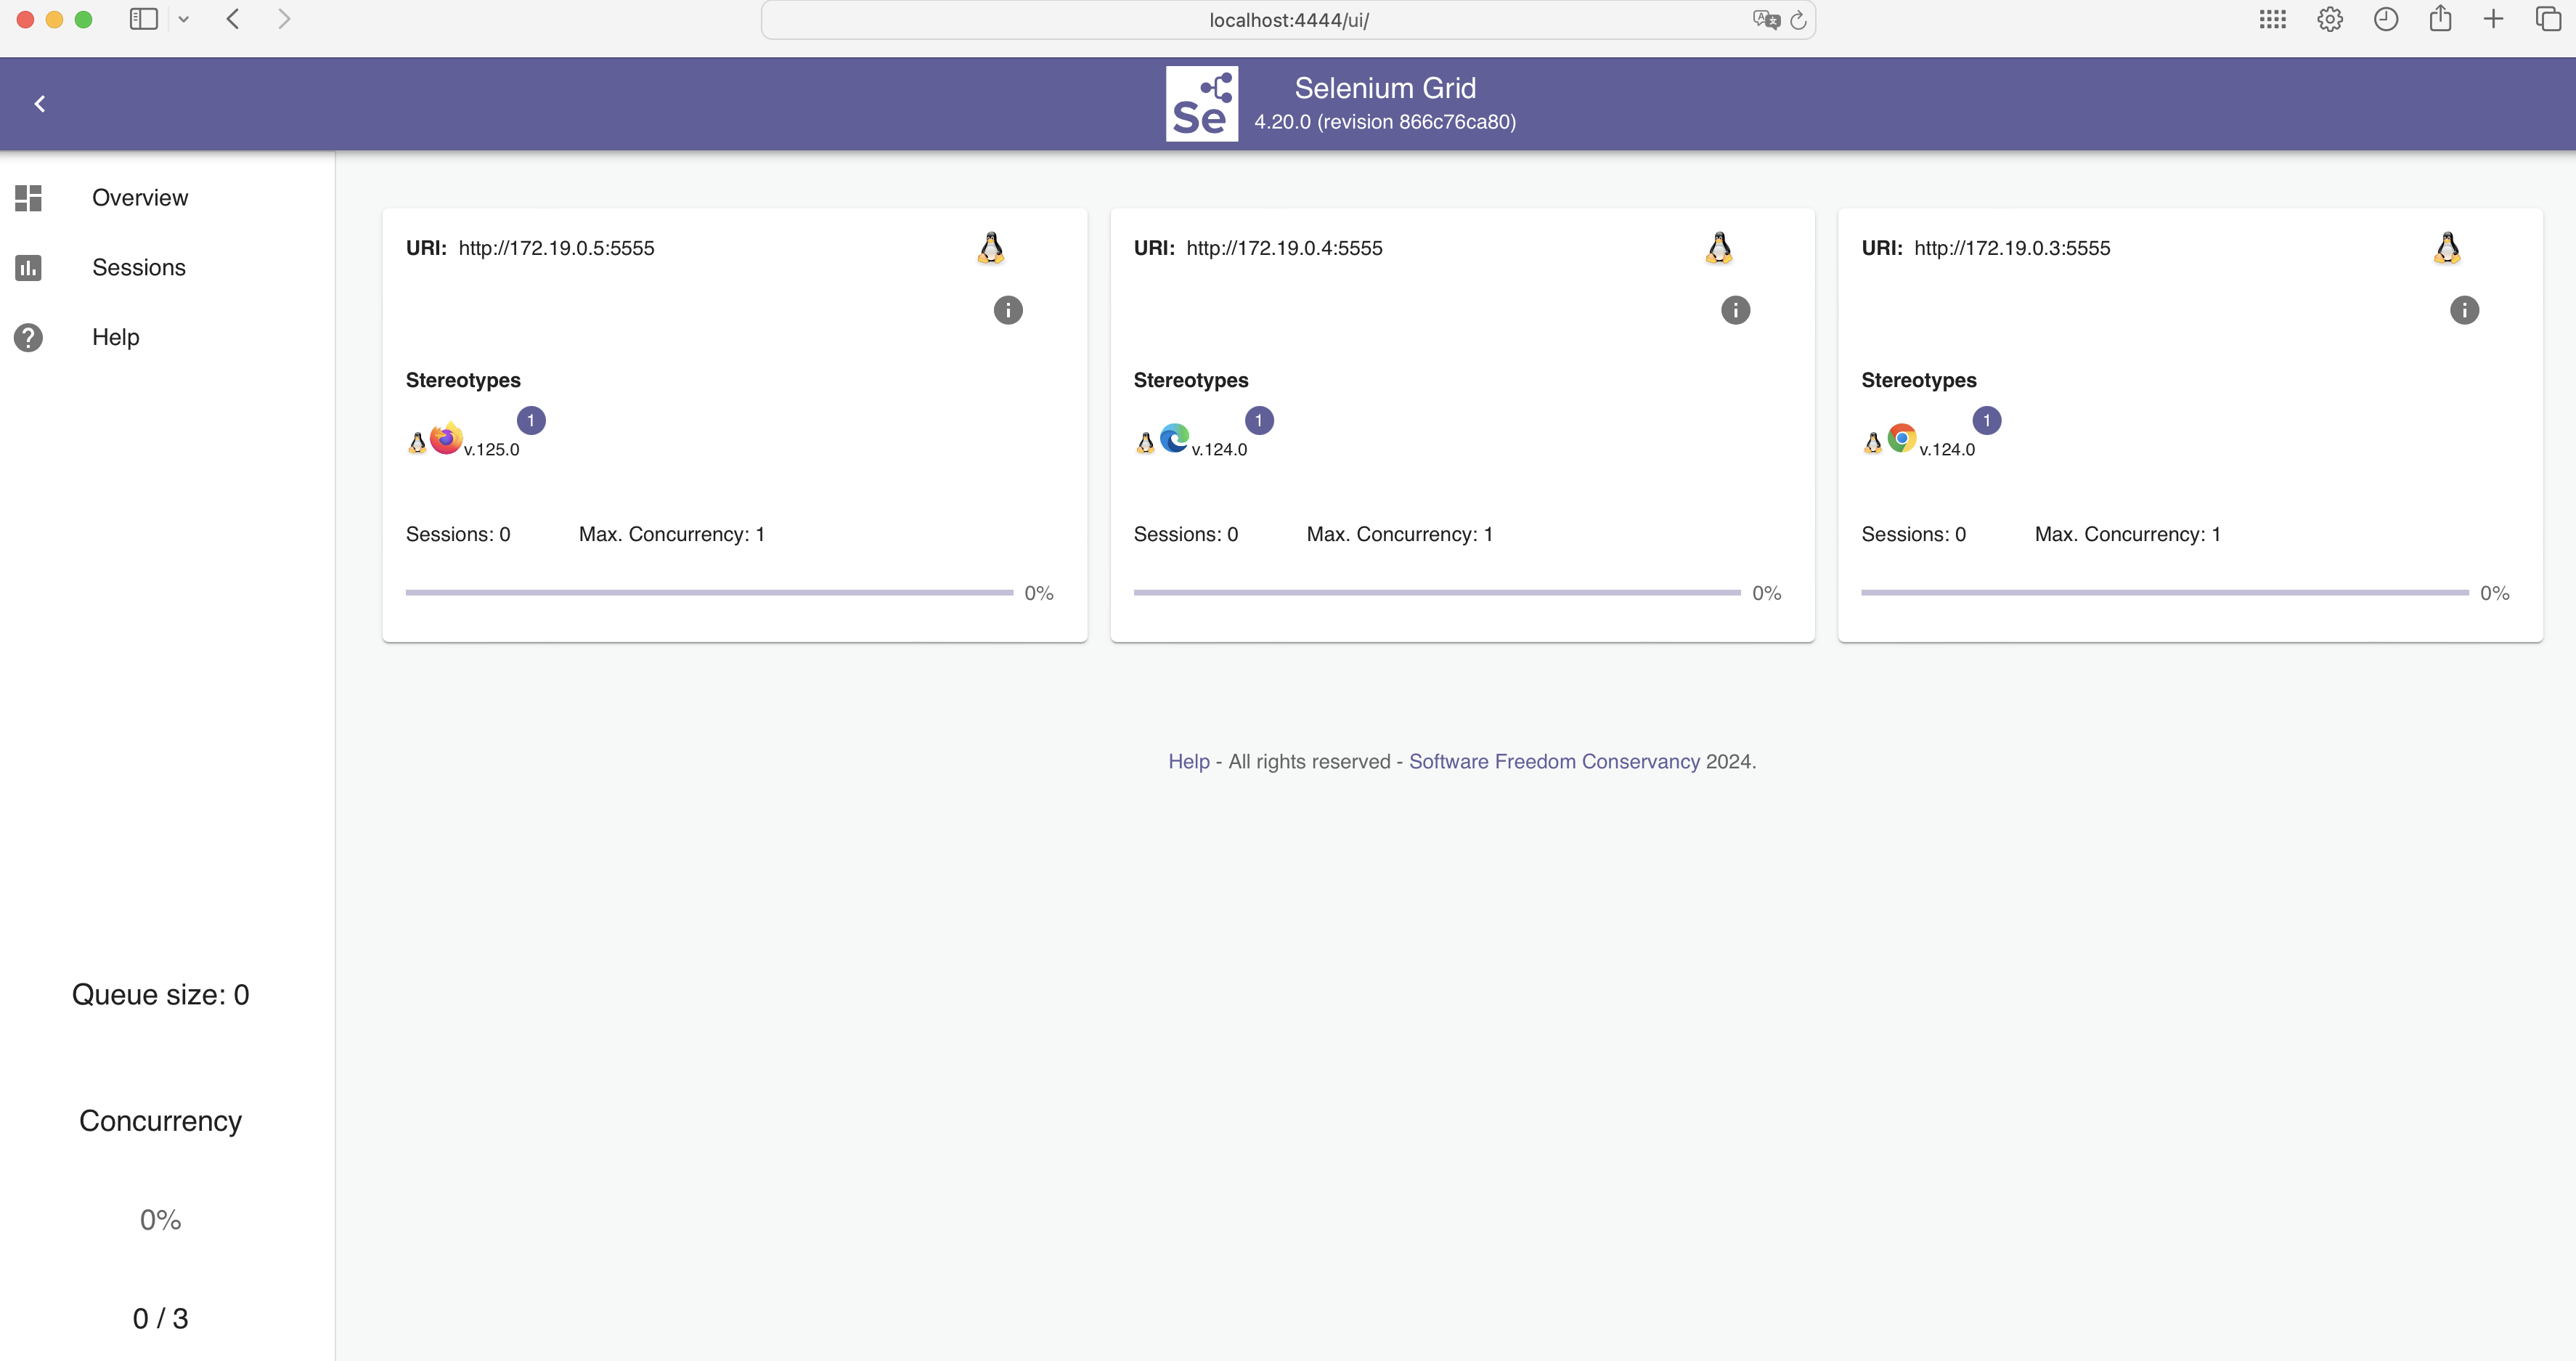 localhost:4444/ui/
Se
Selenium Grid
4.20.0 (revision 866c76ca80)
Overview
Sessions
Help
Queue size: 0
Concurrency
0%
0 / 3
URI: http://172.19.0.5:5555
Stereotypes
1
v.125.0
Sessions: 0 Max. Concurrency: 1
0%
URI: http://172.19.0.4:5555
Stereotypes
1
v.124.0
Sessions: 0 Max. Concurrency: 1
0%
URI: http://172.19.0.3:5555
Stereotypes
1
v.124.0
Sessions: 0 Max. Concurrency: 1
0%
Help - All rights reserved - Software Freedom Conservancy 2024.